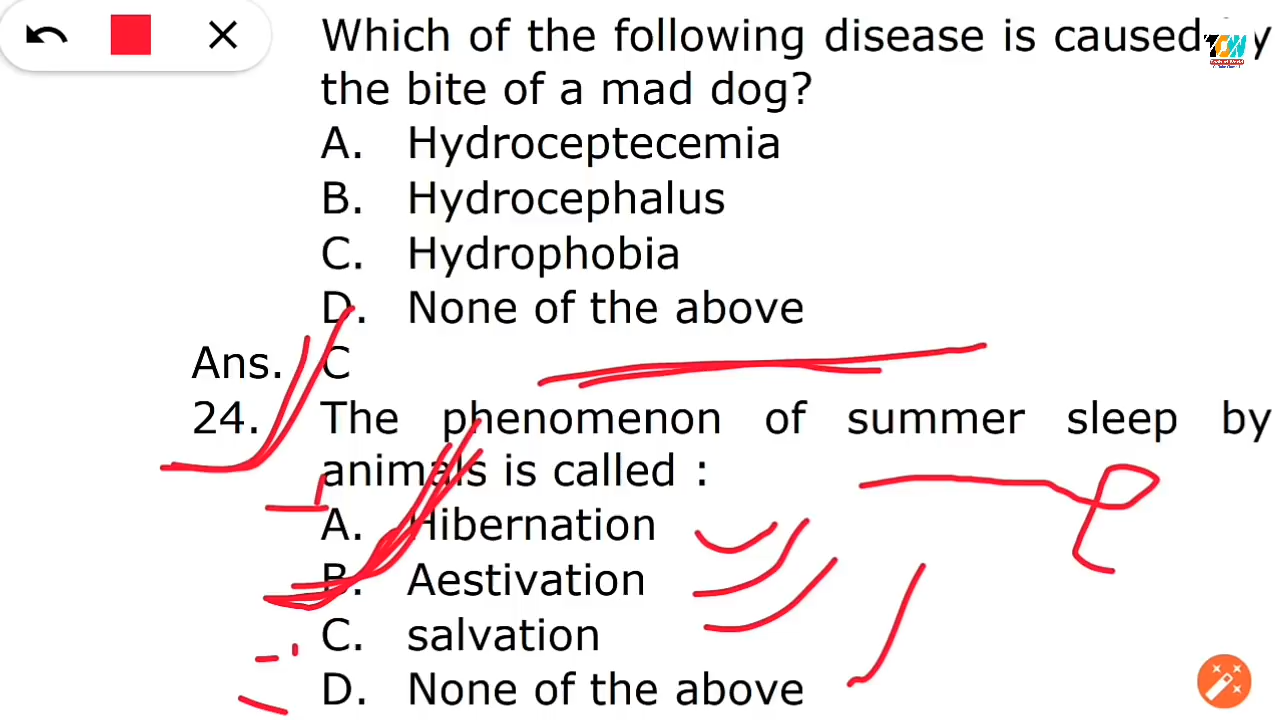 Which of the following disease is caused y
the bite of a mad dog?
A. Hydroceptecemia
B. Hydrocephalus
C. Hydrophobia
D. None of the above
Ans. C
24. The phenomenon of summer sleep by
animals is called :
A. Hibernation
B. Aestivation
C. salvation
D. None of the above